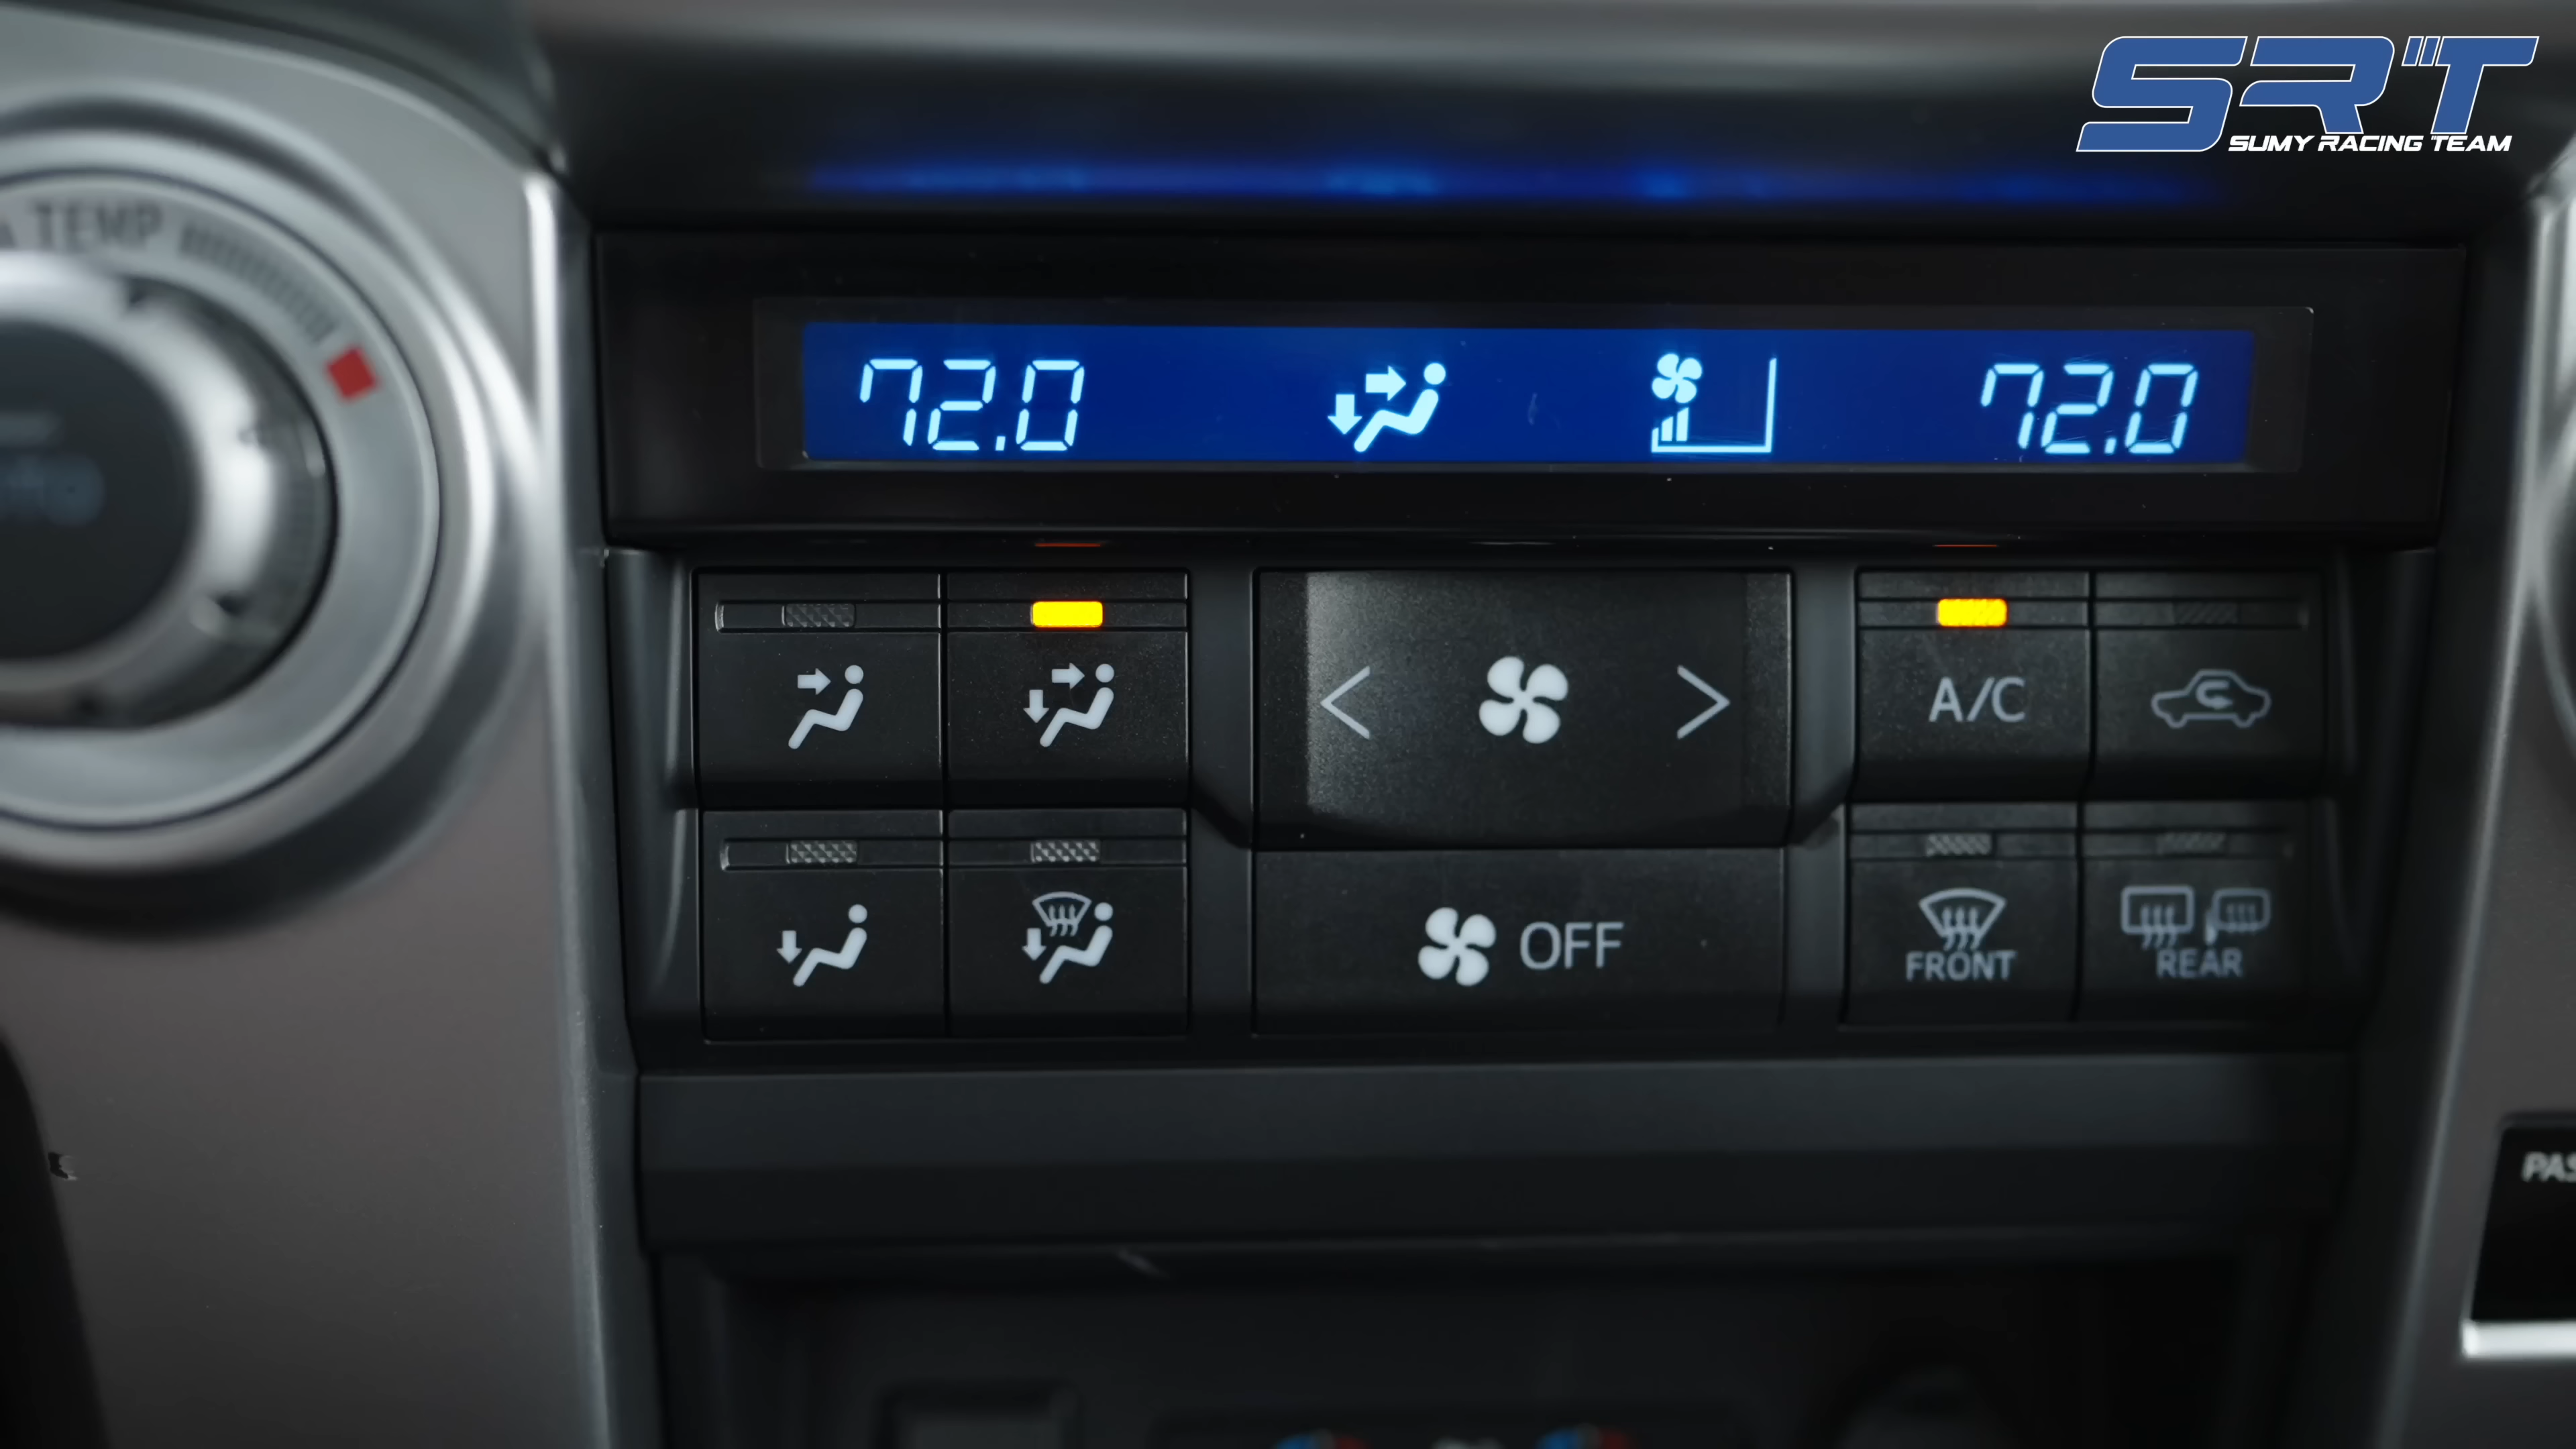 SRT
SUMY RACING TEAM
TEMP
72.0
72.0
A/C
OFF
FRONT
REAR